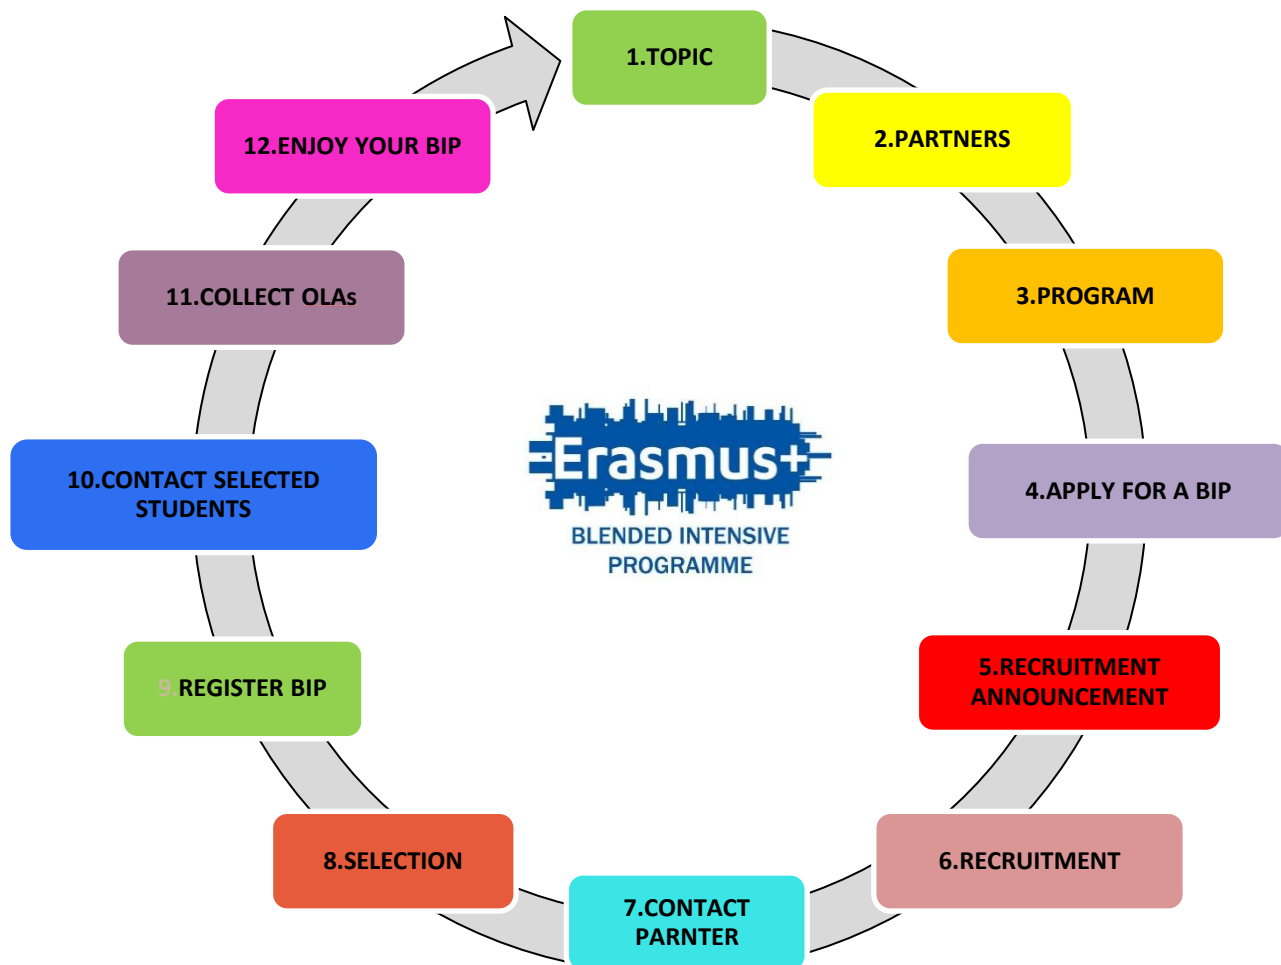 1.TOPIC
2.PARTNERS
3.PROGRAM
4.APPLY FOR A BIP
5.RECRUITMENT
ANNOUNCEMENT
6.RECRUITMENT
7.CONTACT
PARNTER
8.SELECTION
9.REGISTER BIP
10.CONTACT SELECTED
STUDENTS
11.COLLECT OLAs
12.ENJOY YOUR BIP
Erasmus+
BLENDED INTENSIVE
PROGRAMME